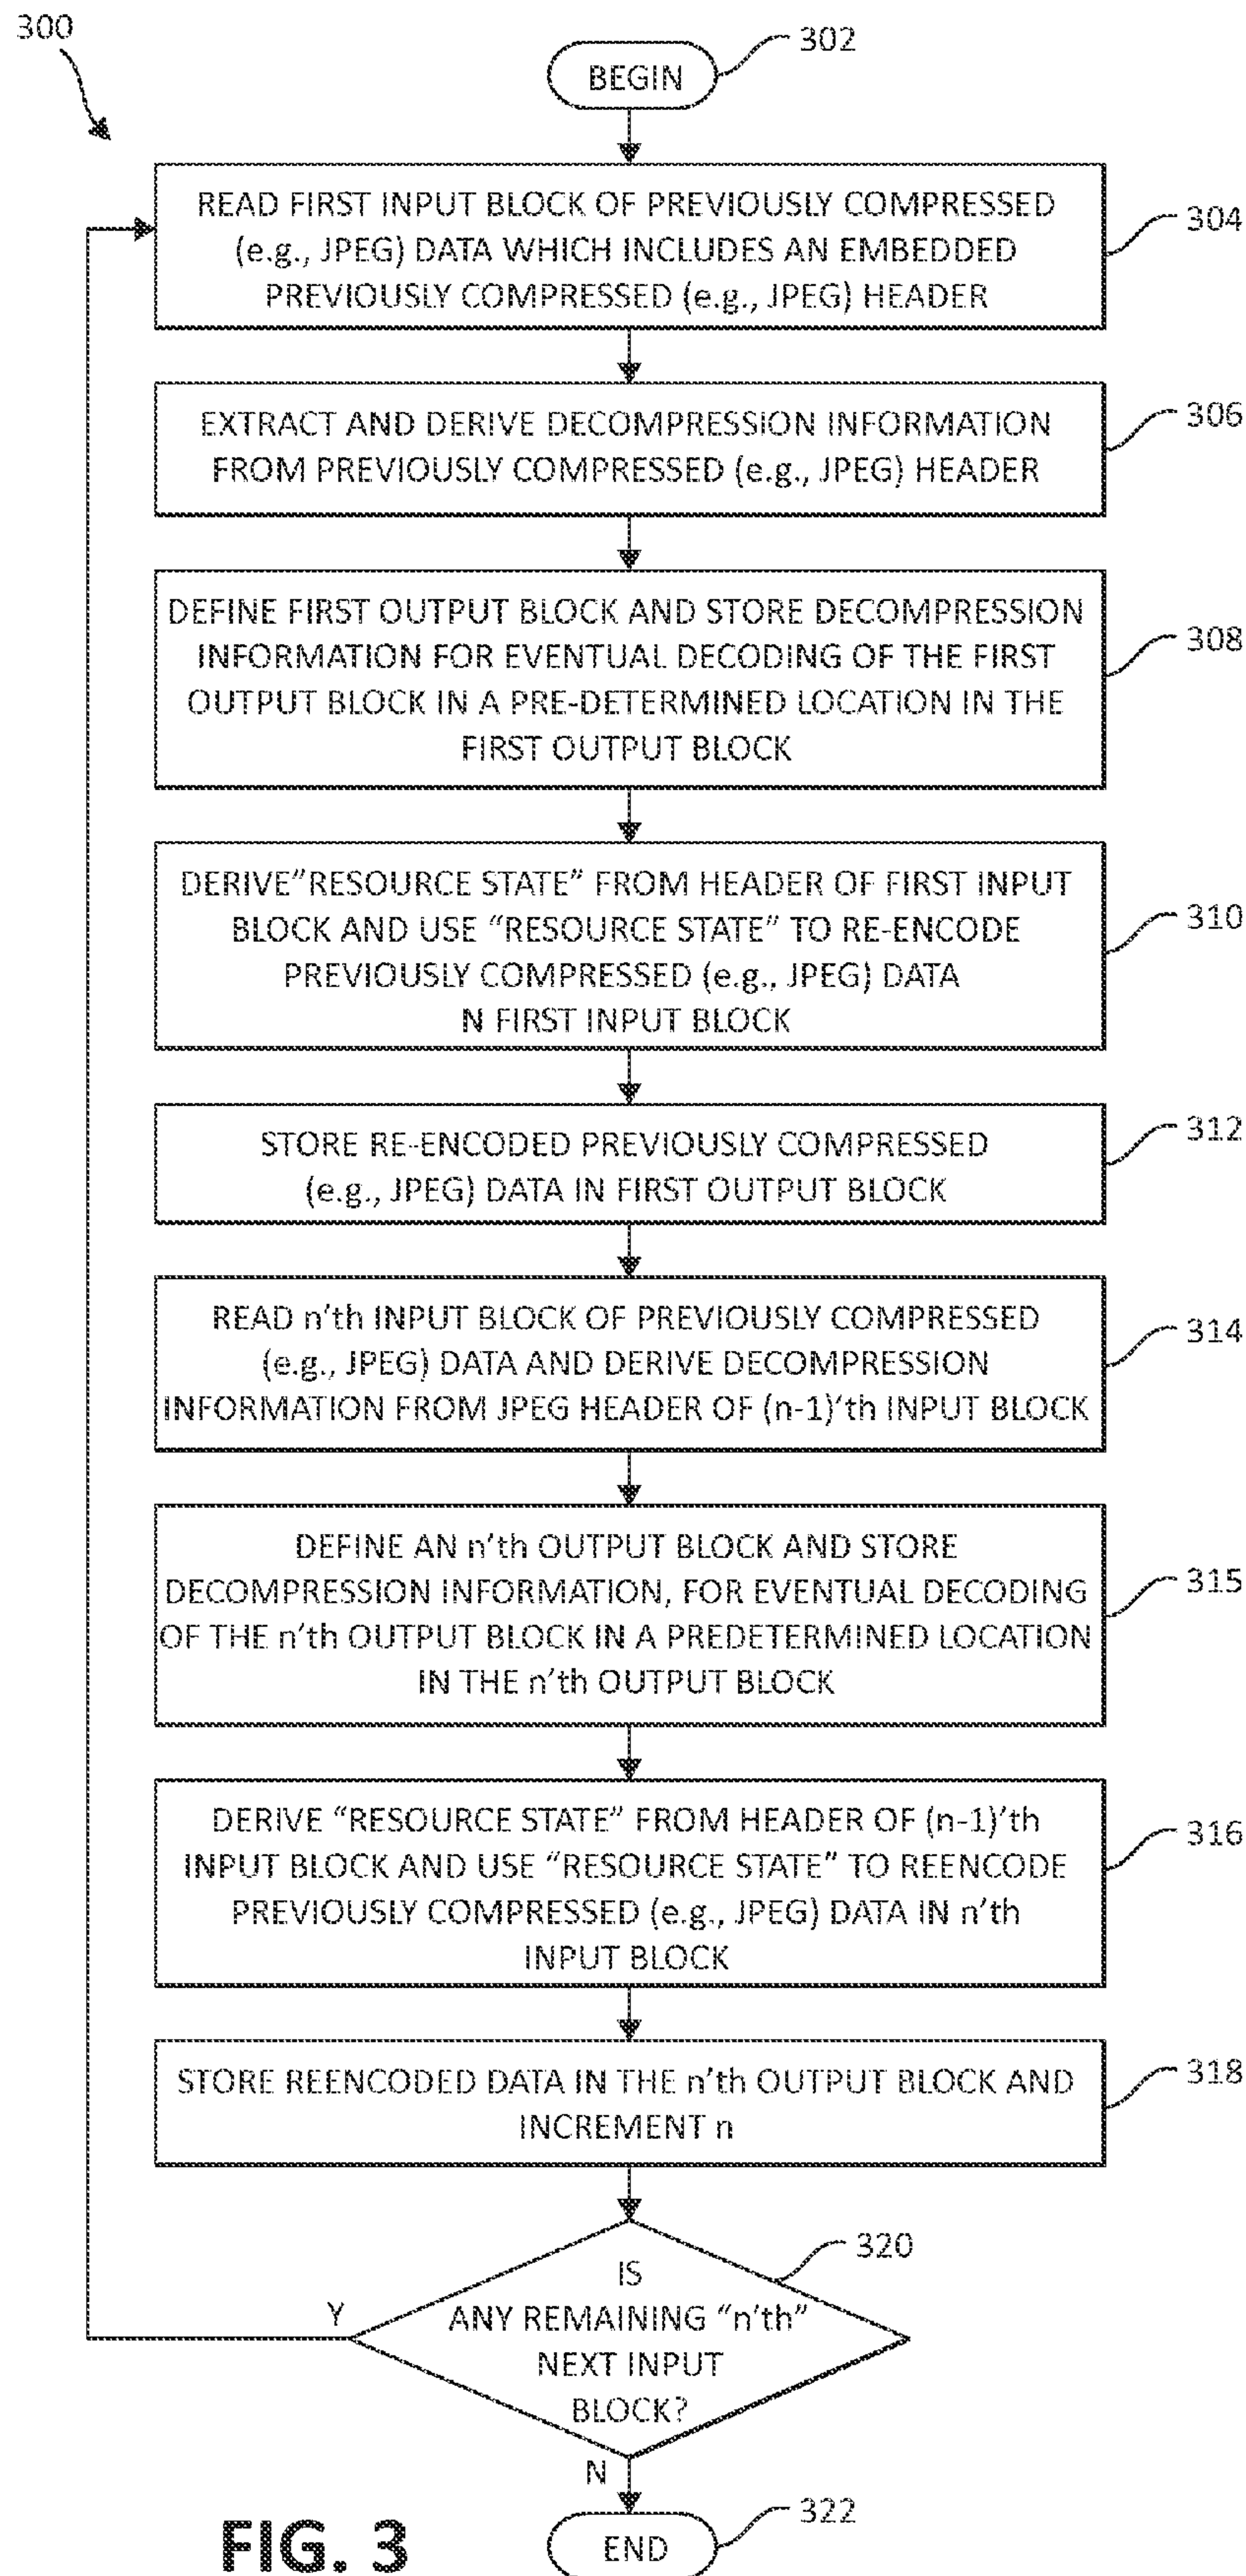 300
302
BEGIN
READ FIRST INPUT BLOCK OF PREVIOUSLY COMPRESSED
(e.g., JPEG) DATA WHICH INCLUDES AN EMBEDDED
PREVIOUSLY COMPRESSED (e.g., JPEG) HEADER
304
EXTRACT AND DERIVE DECOMPRESSION INFORMATION
FROM PREVIOUSLY COMPRESSED (e.g., JPEG) HEADER
306
DEFINE FIRST OUTPUT BLOCK AND STORE DECOMPRESSION
INFORMATION FOR EVENTUAL DECODING OF THE FIRST
OUTPUT BLOCK IN A PRE-DETERMINED LOCATION IN THE
FIRST OUTPUT BLOCK
308
DERIVE”RESOURCE STATE” FROM HEADER OF FIRST INPUT
BLOCK AND USE “RESOURCE STATE” TO RE-ENCODE
PREVIOUSLY COMPRESSED (e.g., JPEG) DATA
N FIRST INPUT BLOCK
310
STORE RE-ENCODED PREVIOUSLY COMPRESSED
(e.g., JPEG) DATA IN FIRST OUTPUT BLOCK
312
READ n’th INPUT BLOCK OF PREVIOUSLY COMPRESSED
(e.g., JPEG) DATA AND DERIVE DECOMPRESSION
INFORMATION FROM JPEG HEADER OF (n-1)’th INPUT BLOCK
314
DEFINE AN n’th OUTPUT BLOCK AND STORE
DECOMPRESSION INFORMATION, FOR EVENTUAL DECODING
OF THE n’th OUTPUT BLOCK IN A PREDETERMINED LOCATION
IN THE n’th OUTPUT BLOCK
315
DERIVE “RESOURCE STATE” FROM HEADER OF (n-1)’th
INPUT BLOCK AND USE “RESOURCE STATE” TO REENCODE
PREVIOUSLY COMPRESSED (e.g., JPEG) DATA IN n’th
INPUT BLOCK
316
STORE REENCODED DATA IN THE n’th OUTPUT BLOCK AND
INCREMENT n
318
320
IS
ANY REMAINING “n’th”
NEXT INPUT
BLOCK?
Y
N
322
END
FIG. 3